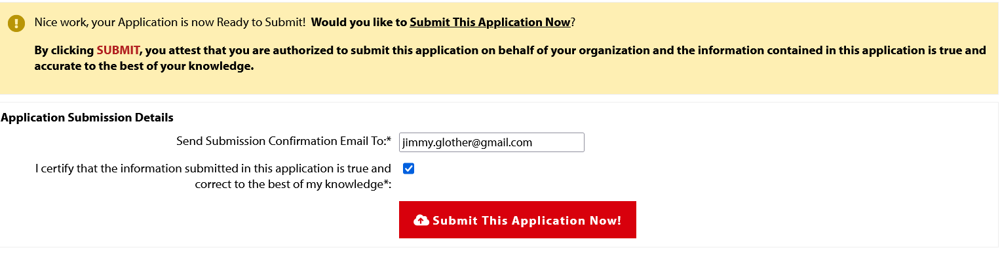 Nice work, your Application is now Ready to Submit! Would you like to Submit This Application Now?
By clicking SUBMIT, you attest that you are authorized to submit this application on behalf of your organization and the information contained in this application is true and
accurate to the best of your knowledge.
Application Submission Details
Send Submission Confirmation Email To:* jimmy.glother@gmail.com
I certify that the information submitted in this application is true and
correct to the best of my knowledge*:
Submit This Application Now!